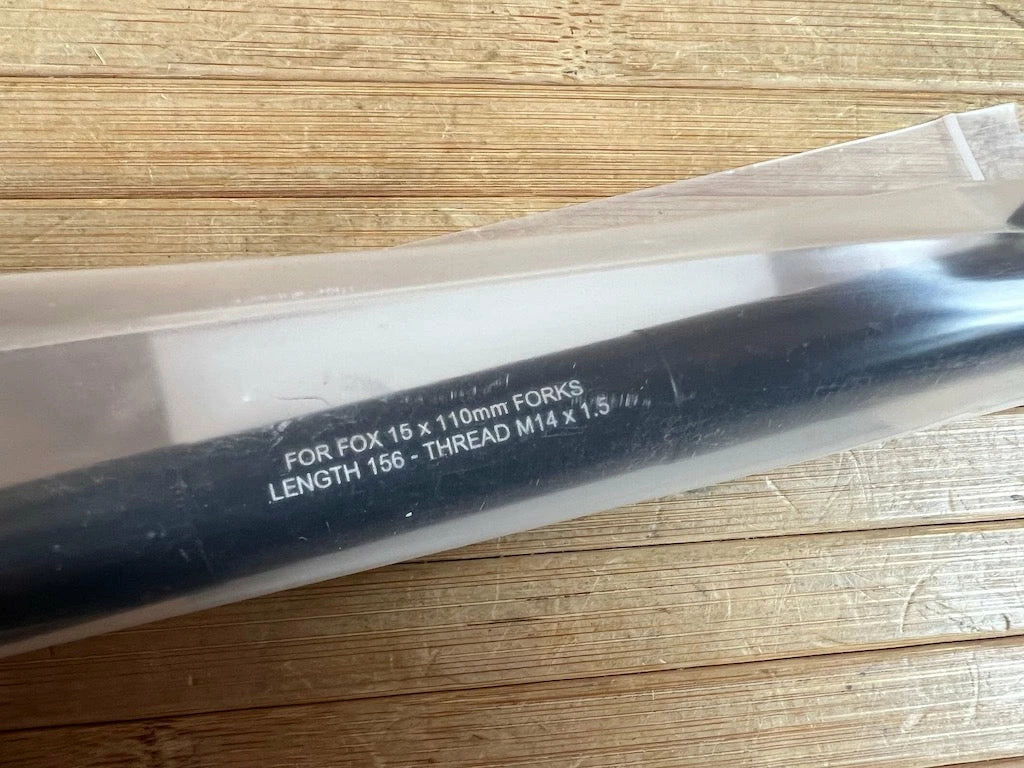 FOR FOX 15 x 110mm FORKS
LENGTH 156 - THREAD M14 x 1.5